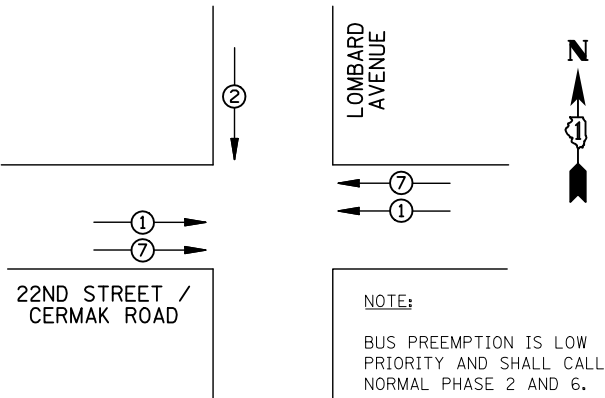 LOMBARD
AVENUE
N
2
1
7
1
1
7
22ND STREET /
CERMAK ROAD
NOTE:
BUS PREEMPTION IS LOW
PRIORITY AND SHALL CALL
NORMAL PHASE 2 AND 6.